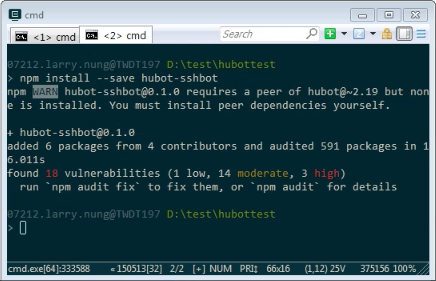 cmd
<1> cmd
<2> cmd
Search
07212.larry.nung@TWDT197 D:\test\hubottest
> npm install --save hubot-sshbot
npm WARN hubot-sshbot@0.1.0 requires a peer of hubot@~2.19 but non
e is installed. You must install peer dependencies yourself.
+ hubot-sshbot@0.1.0
added 6 packages from 4 contributors and audited 591 packages in 1
6.011s
found 18 vulnerabilities (1 low, 14 moderate, 3 high)
run `npm audit fix` to fix them, or `npm audit` for details
07212.larry.nung@TWDT197 D:\test\hubottest
>
cmd.exe[64]:333588 «150513[32] 2/2 [+] NUM PRI‡ 66x16 (1,12) 25V 375156 100%